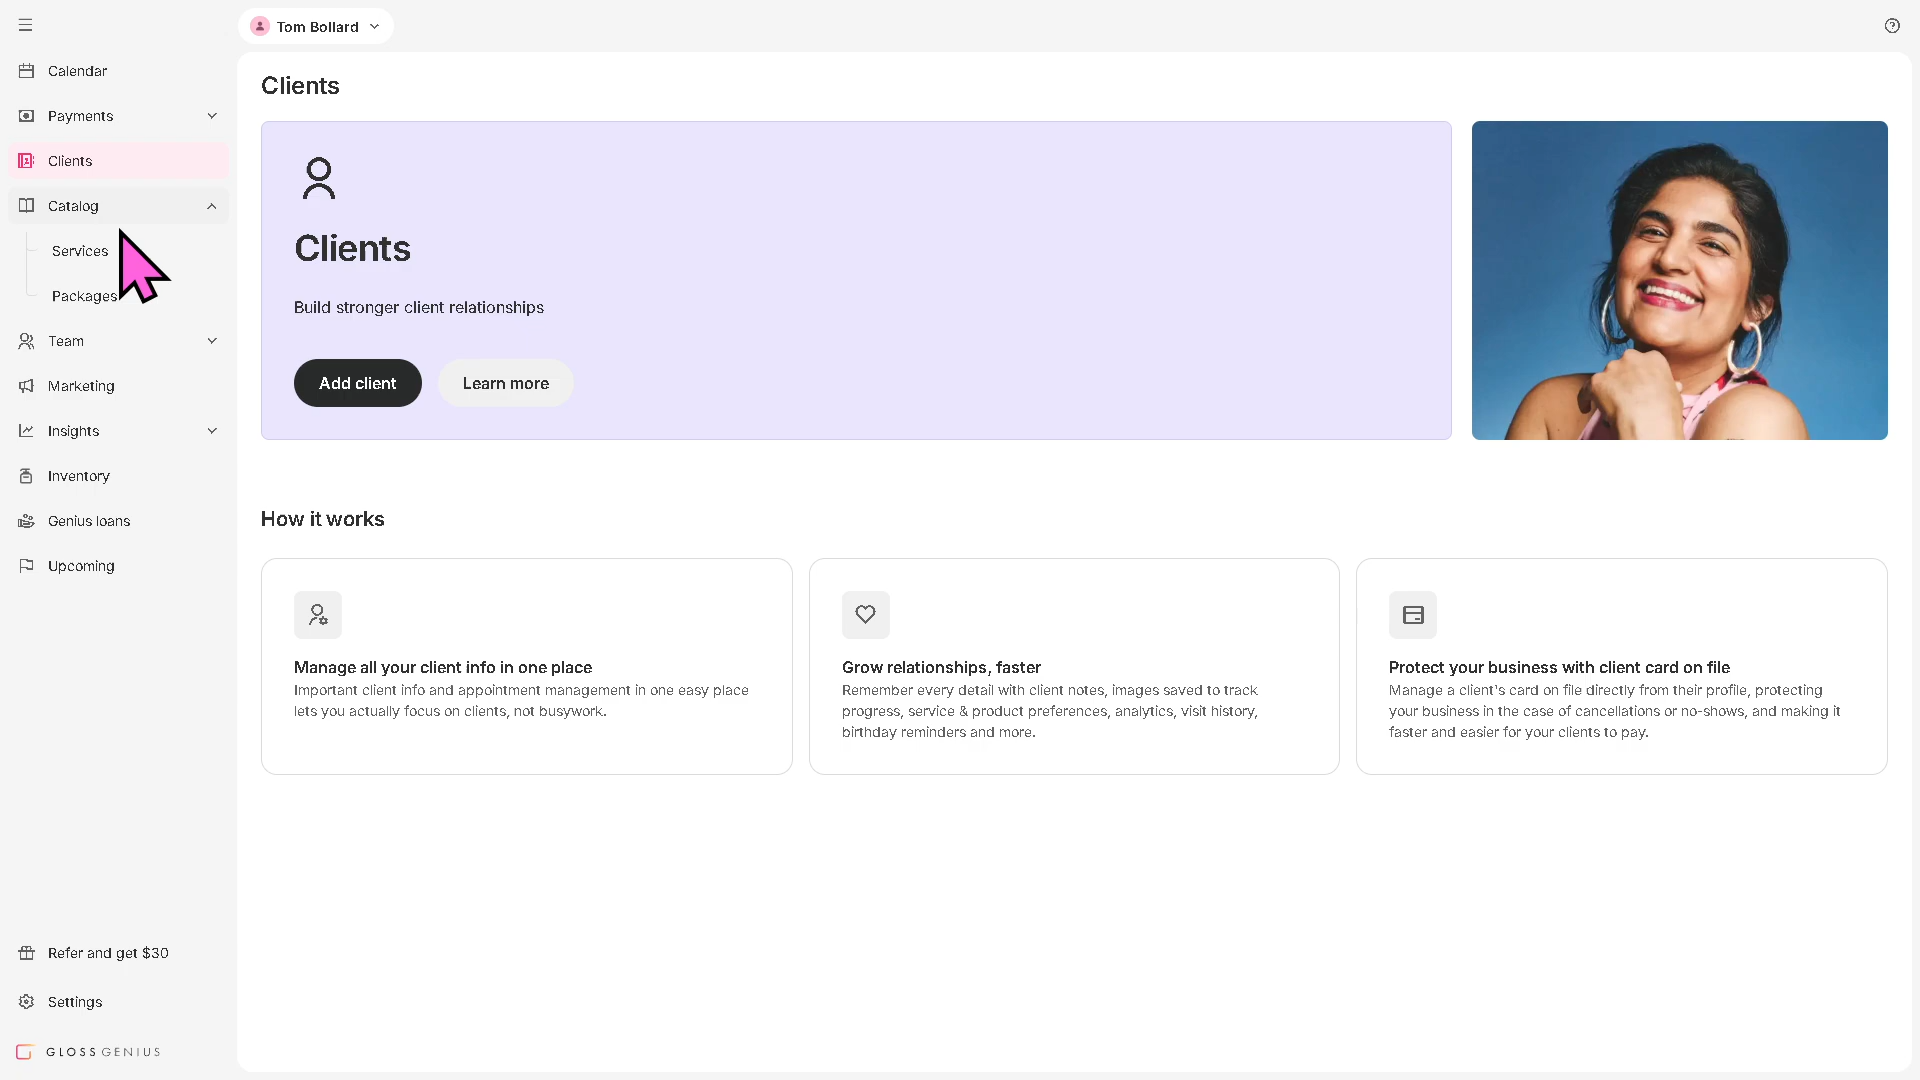 Tom Bollard
Calendar
Payments
Clients
Catalog
Services
Packages
Team
Marketing
Insights
Inventory
Genius loans
Upcoming
Refer and get $30
Settings
GLOSSGENIUS
Clients
Clients
Build stronger client relationships
Add client
Learn more
How it works
Manage all your client info in one place
Important client info and appointment management in one easy place
lets you actually focus on clients, not busywork.
Grow relationships, faster
Remember every detail with client notes, images saved to track
progress, service & product preferences, analytics, visit history,
birthday reminders and more.
Protect your business with client card on file
Manage a client's card on file directly from their profile, protecting
your business in the case of cancellations or no-shows, and making it
faster and easier for your clients to pay.